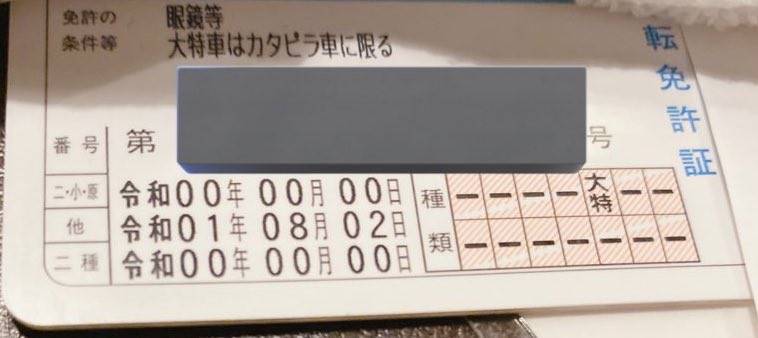 免許の 眼鏡等
条件等 大特車はカタピラ車に限る
転免許証
番号 第 号
二・小・原 令和00年00月00日
他 令和01年08月02日
二種 令和00年00月00日
種類
－－－－大特－－
－－－－－－－